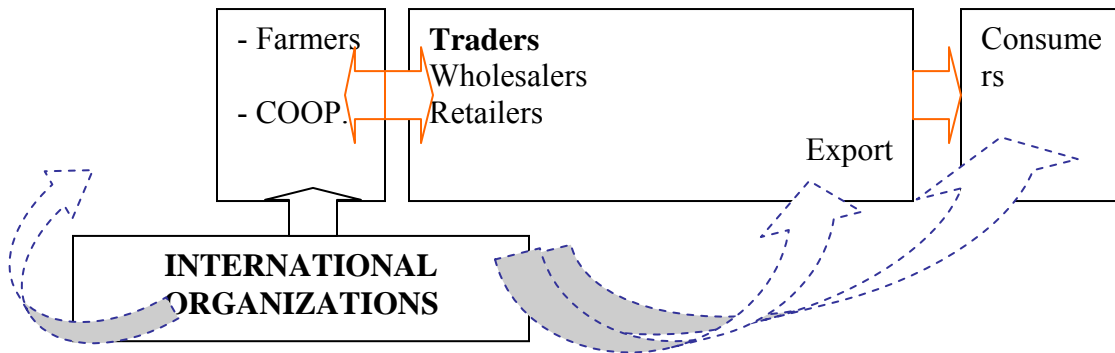 - Farmers
- COOP.
Traders
Wholesalers
Retailers
Export
Consume
rs
INTERNATIONAL
ORGANIZATIONS